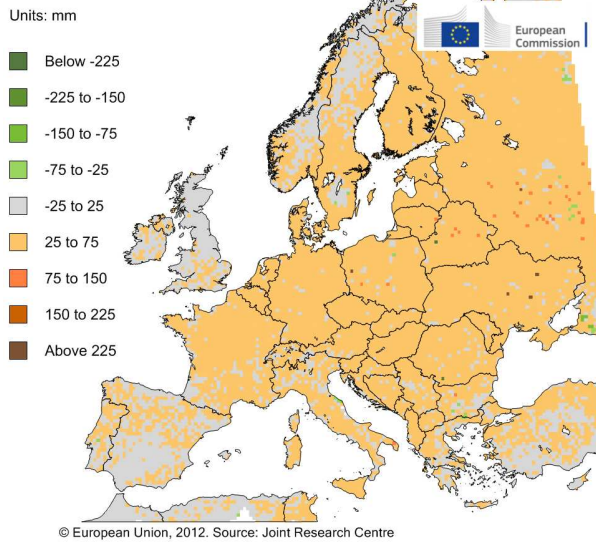 Units: mm
Below -225
-225 to -150
-150 to -75
-75 to -25
-25 to 25
25 to 75
75 to 150
150 to 225
Above 225
European
Commission
© European Union, 2012. Source: Joint Research Centre